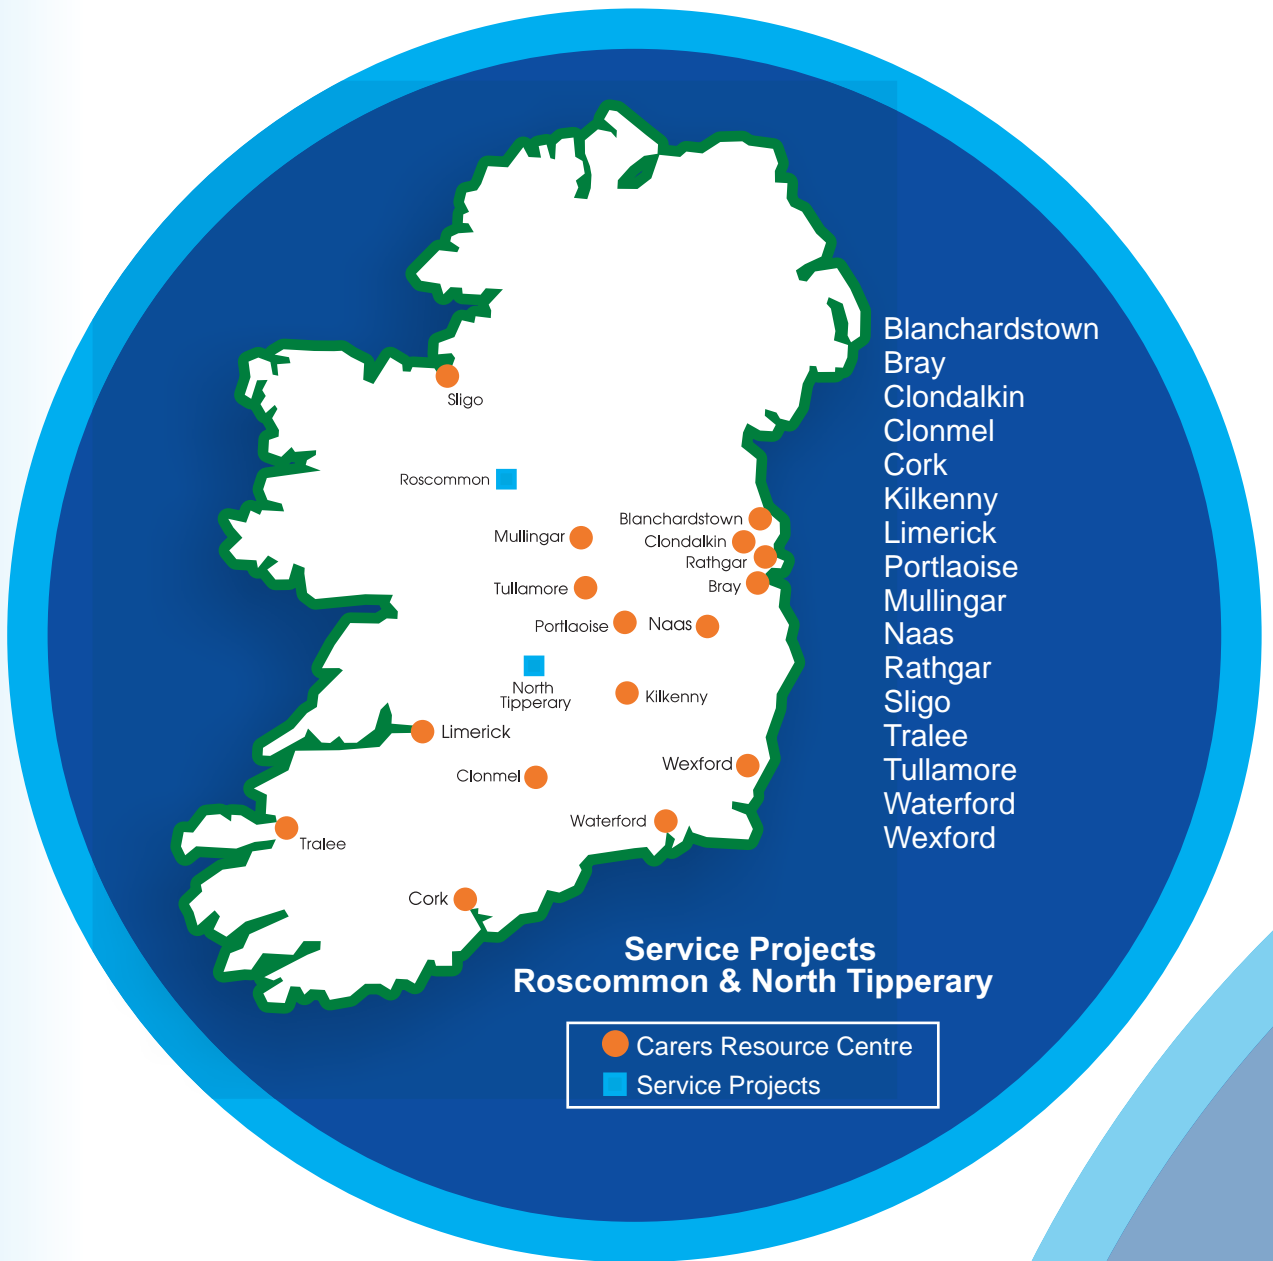 Sligo
Roscommon
Mullingar
Tullamore
Portlaoise
Blanchardstown
Clondalkin
Rathgar
Bray
Naas
North
Tipperary
Kilkenny
Limerick
Clonmel
Wexford
Waterford
Tralee
Cork
Blanchardstown
Bray
Clondalkin
Clonmel
Cork
Kilkenny
Limerick
Portlaoise
Mullingar
Naas
Rathgar
Sligo
Tralee
Tullamore
Waterford
Wexford
Service Projects
Roscommon & North Tipperary
Carers Resource Centre
Service Projects